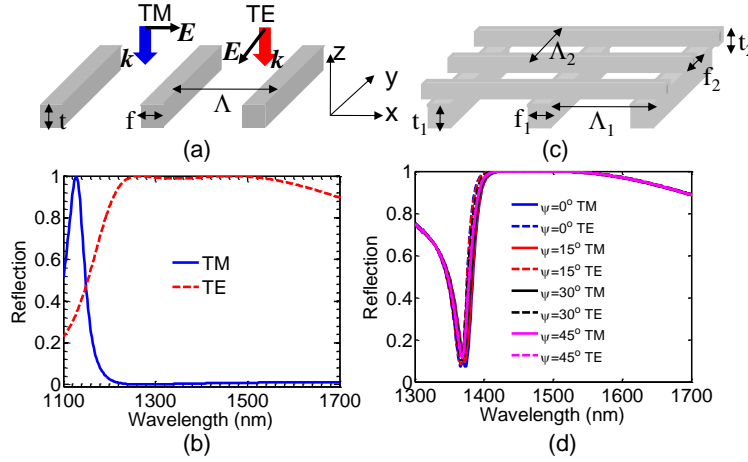 TM
E
k
TE
E
k
Λ
t
f
z
y
x
(a)
Λ2
t2
f2
t1
f1
Λ1
(c)
Reflection
1
0.8
0.6
0.4
0.2
0
TM
TE
1100 1300 1500 1700
Wavelength (nm)
(b)
Reflection
1
0.8
0.6
0.4
0.2
0
ψ=0° TM
ψ=0° TE
ψ=15° TM
ψ=15° TE
ψ=30° TM
ψ=30° TE
ψ=45° TM
ψ=45° TE
1300 1400 1500 1600 1700
Wavelength (nm)
(d)